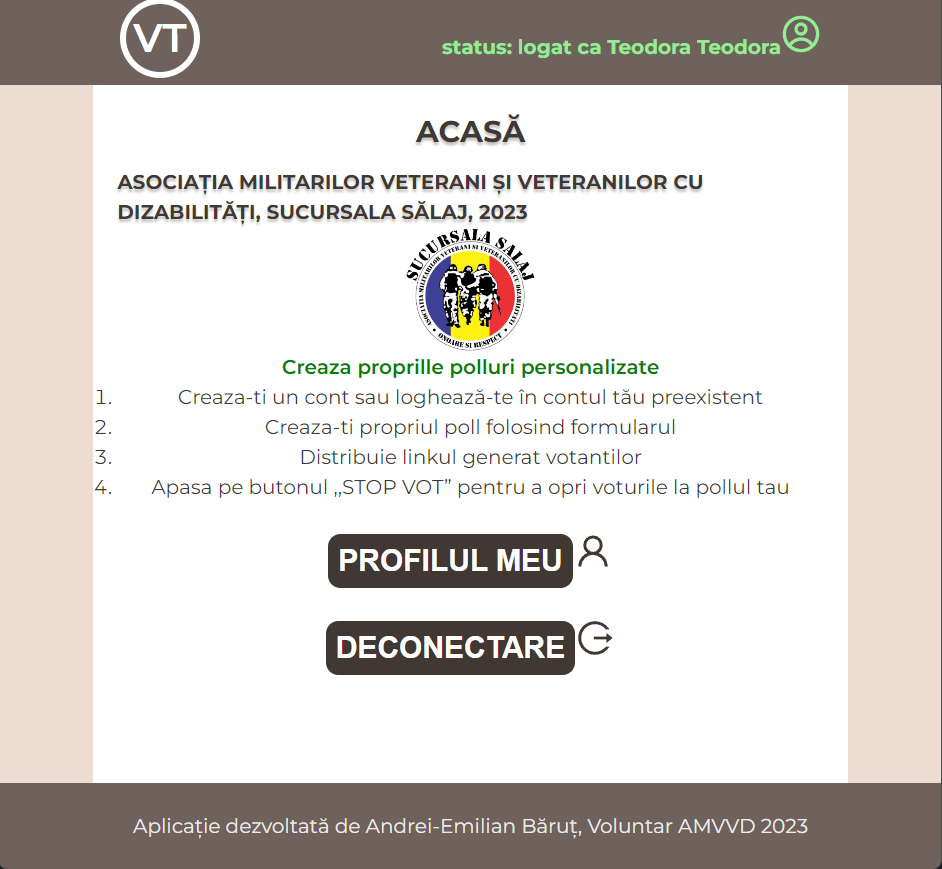 VT
status: logat ca Teodora Teodora
ACASĂ
ASOCIAȚIA MILITARILOR VETERANI ȘI VETERANILOR CU
DIZABILITĂȚI, SUCURSALA SĂLAJ, 2023
SUCURSALA SALAJ
ASOCIATIA MILITARILOR VETERANI SI VETERANILOR CU DIZABILITATI
• ONOARE SI RESPECT •
Creaza proprille polluri personalizate
1. Creaza-ti un cont sau loghează-te în contul tău preexistent
2. Creaza-ti propriul poll folosind formularul
3. Distribuie linkul generat votantilor
4. Apasa pe butonul ,,STOP VOT” pentru a opri voturile la pollul tau
PROFILUL MEU
DECONECTARE
Aplicație dezvoltată de Andrei-Emilian Băruț, Voluntar AMVVD 2023